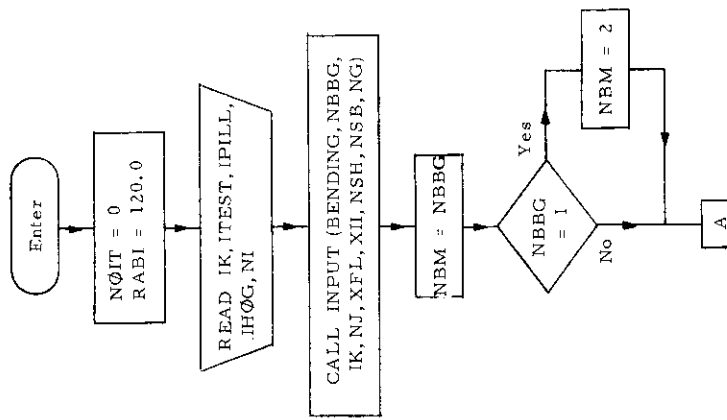 Enter
NØIT = 0
RABI = 120.0
READ IK, ITEST, IPILL,
IHØG, NI
CALL INPUT (BENDING, NBBG,
IK, NJ, XFL, XII, NSH, NSB, NG)
NBM = NBBG
NBBG
= 1
Yes
NBM = 2
No
A